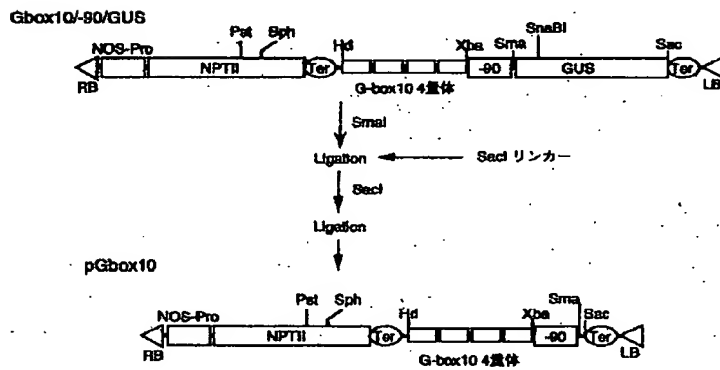 Gbox10/-90/GUS
NOS-Pro Pst Sph Hd Xba Sma SnaBI Sac
RB NPTII Ter -90 GUS Ter LB
G-box10 4量体
SmaI
Ligation SacI リンカー
SacI
Ligation
pGbox10
NOS-Pro Pst Sph Hd Xba Sma Sac
RB NPTII Ter -90 Ter LB
G-box10 4量体